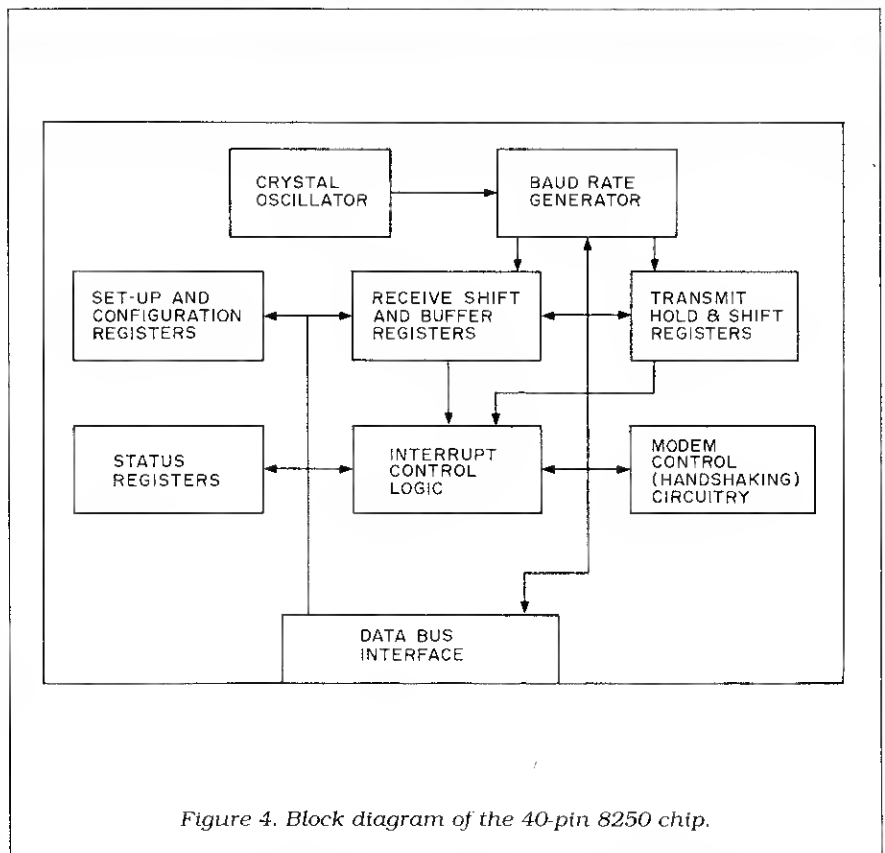 CRYSTAL
OSCILLATOR
BAUD RATE
GENERATOR
SET-UP AND
CONFIGURATION
REGISTERS
RECEIVE SHIFT
AND BUFFER
REGISTERS
TRANSMIT
HOLD & SHIFT
REGISTERS
STATUS
REGISTERS
INTERRUPT
CONTROL
LOGIC
MODEM
CONTROL
(HANDSHAKING)
CIRCUITRY
DATA BUS
INTERFACE
Figure 4. Block diagram of the 40-pin 8250 chip.